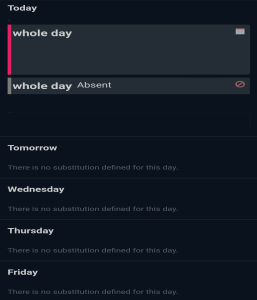 Today
whole day
whole day Absent
Tomorrow
There is no substitution defined for this day.
Wednesday
There is no substitution defined for this day.
Thursday
There is no substitution defined for this day.
Friday
There is no substitution defined for this day.